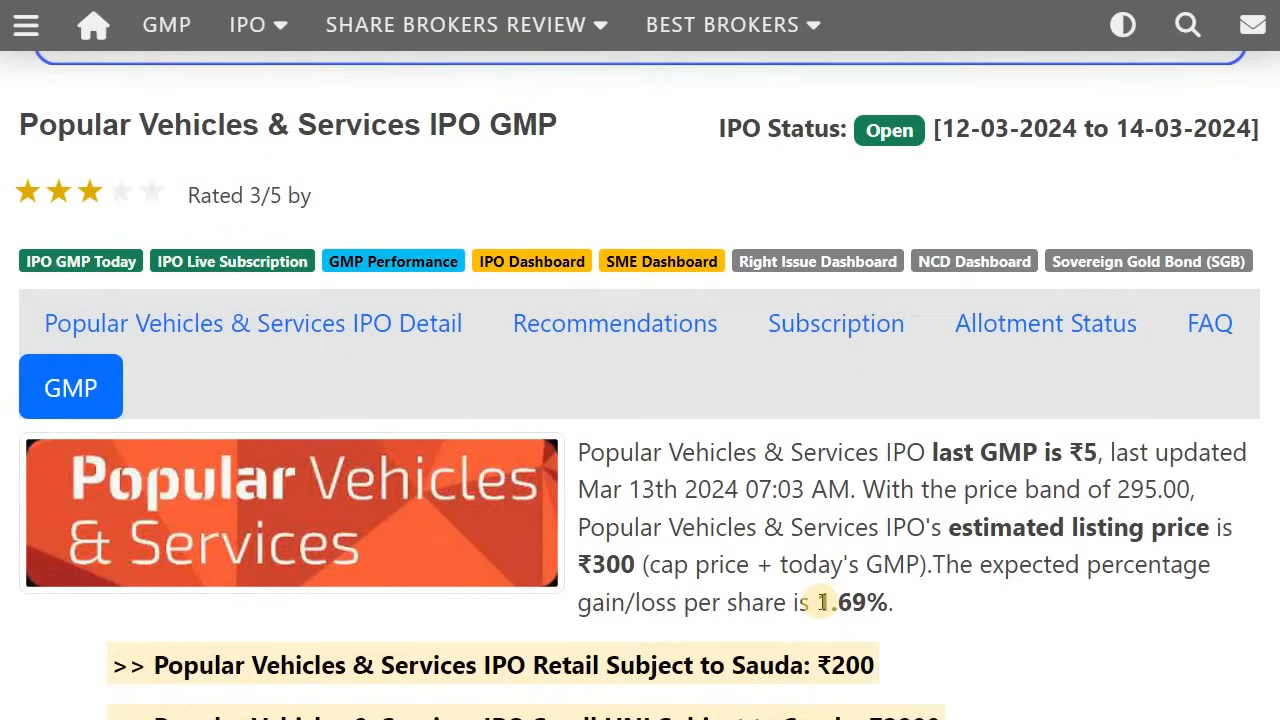 GMP IPO SHARE BROKERS REVIEW BEST BROKERS
Popular Vehicles & Services IPO GMP
IPO Status: Open [12-03-2024 to 14-03-2024]
Rated 3/5 by
IPO GMP Today IPO Live Subscription GMP Performance IPO Dashboard SME Dashboard Right Issue Dashboard NCD Dashboard Sovereign Gold Bond (SGB)
Popular Vehicles & Services IPO Detail Recommendations Subscription Allotment Status FAQ
GMP
Popular Vehicles
& Services
Popular Vehicles & Services IPO last GMP is ₹5, last updated
Mar 13th 2024 07:03 AM. With the price band of 295.00,
Popular Vehicles & Services IPO's estimated listing price is
₹300 (cap price + today's GMP).The expected percentage
gain/loss per share is 1.69%.
>> Popular Vehicles & Services IPO Retail Subject to Sauda: ₹200